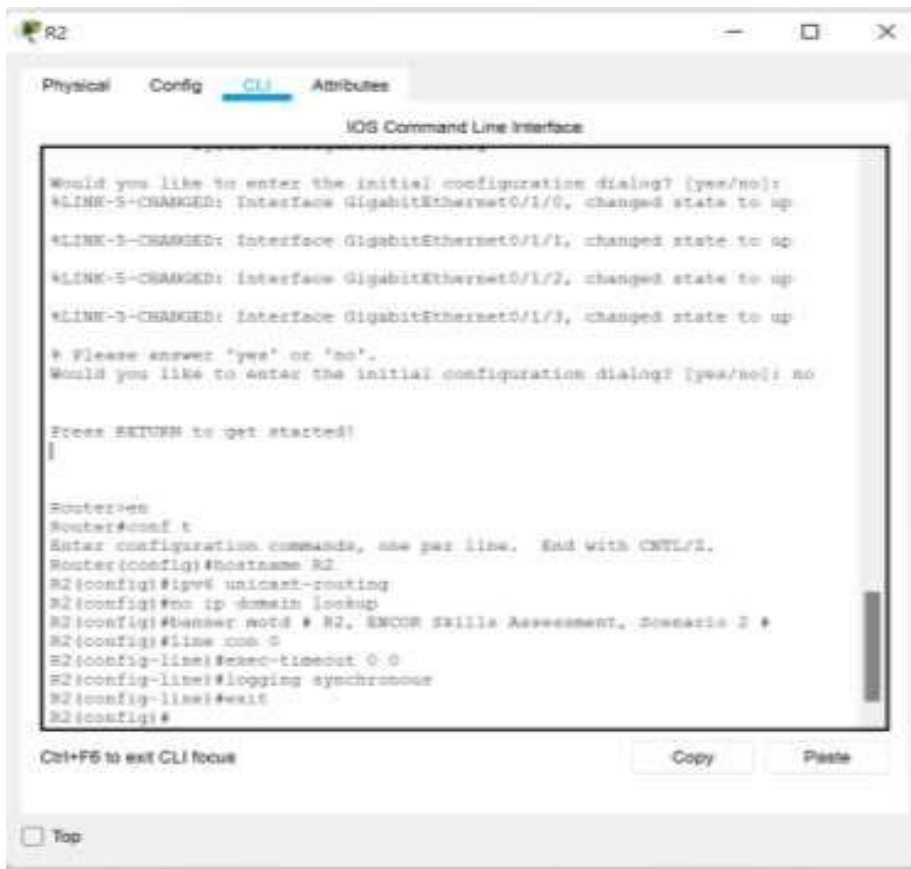 R2
Physical Config CLI Attributes
IOS Command Line Interface
Would you like to enter the initial configuration dialog? [yes/no]:
%LINK-5-CHANGED: Interface GigabitEthernet0/1/0, changed state to up
%LINK-5-CHANGED: Interface GigabitEthernet0/1/1, changed state to up
%LINK-5-CHANGED: Interface GigabitEthernet0/1/2, changed state to up
%LINK-5-CHANGED: Interface GigabitEthernet0/1/3, changed state to up
% Please answer 'yes' or 'no'.
Would you like to enter the initial configuration dialog? [yes/no]: no
Press RETURN to get started!
Router>en
Router#conf t
Enter configuration commands, one per line. End with CNTL/Z.
Router(config)#hostname R2
R2(config)#ipv6 unicast-routing
R2(config)#no ip domain lookup
R2(config)#banner motd # R2, ENCOR Skills Assessment, Scenario 2 #
R2(config)#line con 0
R2(config-line)#exec-timeout 0 0
R2(config-line)#logging synchronous
R2(config-line)#exit
R2(config)#
Ctrl+F6 to exit CLI focus
Copy Paste
Top